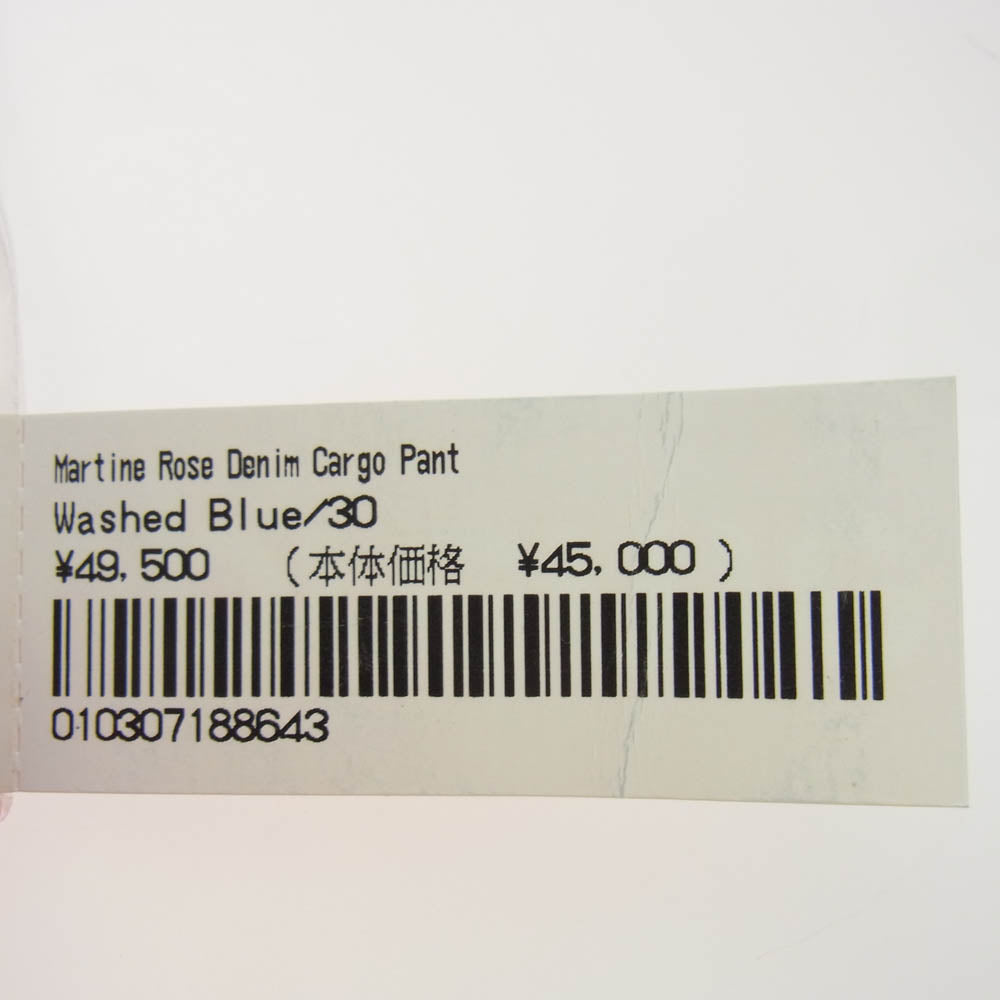 Martine Rose Denim Cargo Pant
Washed Blue/30
¥49,500 (本体価格 ¥45,000 )
010307188643